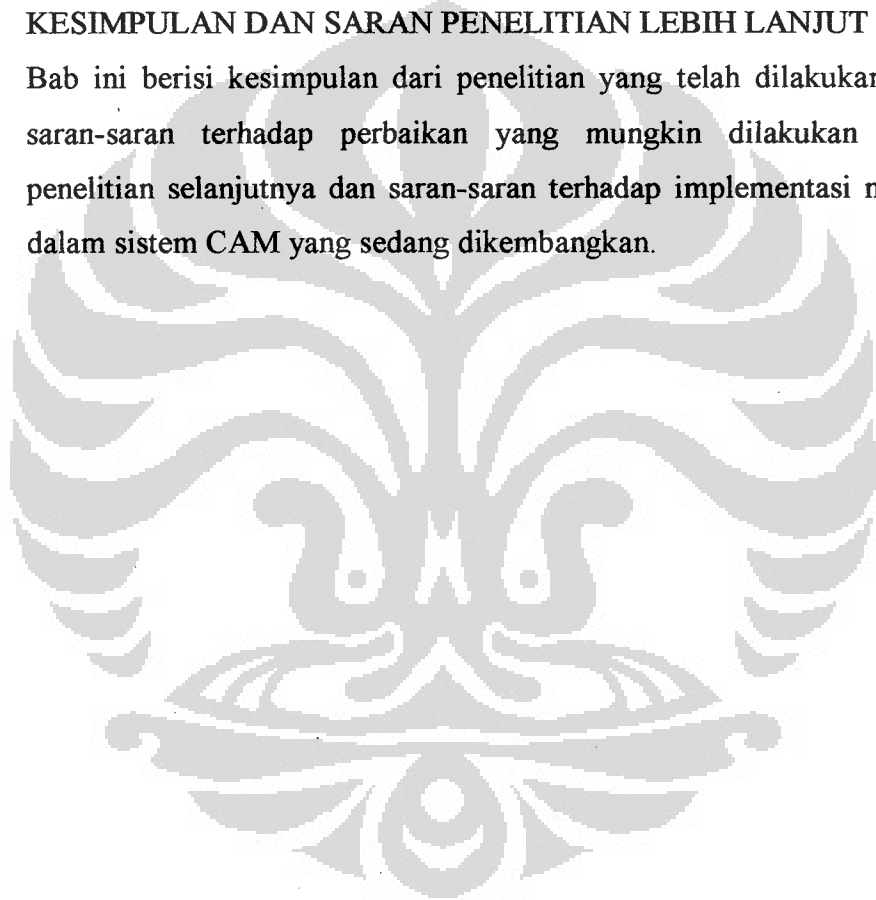 KESIMPULAN DAN SARAN PENELITIAN LEBIH LANJUT
Bab ini berisi kesimpulan dari penelitian yang telah dilakukan
saran-saran terhadap perbaikan yang mungkin dilakukan
penelitian selanjutnya dan saran-saran terhadap implementasi
dalam sistem CAM yang sedang dikembangkan.